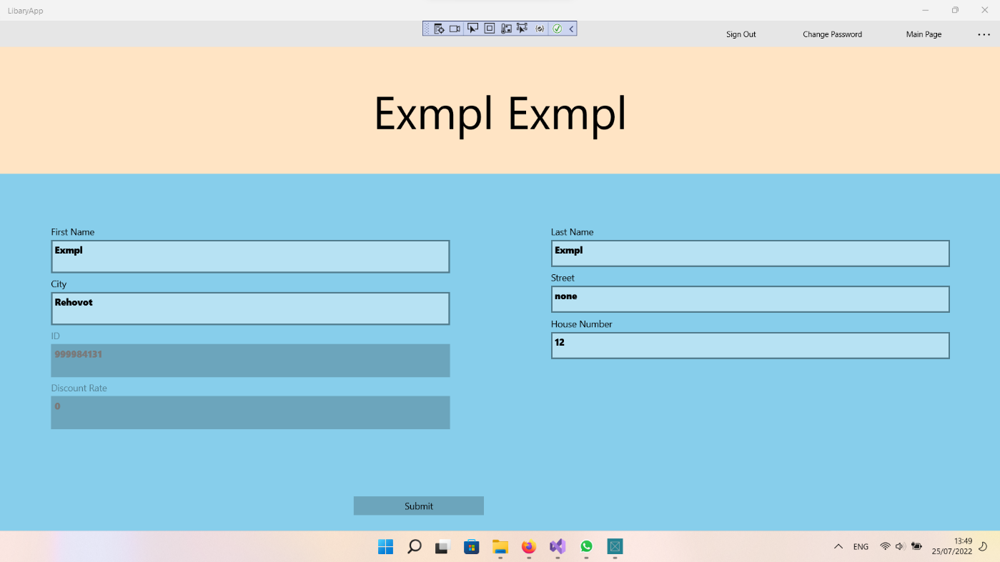 LibaryApp
Sign Out
Change Password
Main Page
Exmpl Exmpl
First Name
Exmpl
City
Rehovot
ID
999984131
Discount Rate
0
Last Name
Exmpl
Street
none
House Number
12
Submit
ENG
13:49
25/07/2022